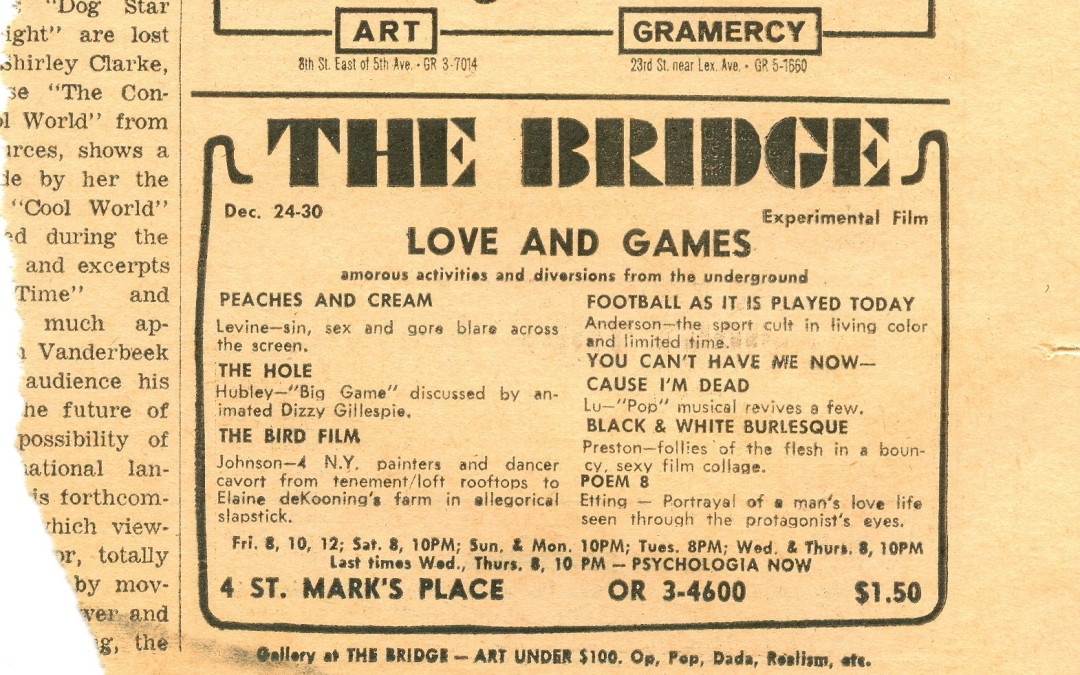 "Dog Star
ight" are lost
Shirley Clarke,
se "The Con-
l World" from
urces, shows a
de by her the
"Cool World"
ed during the
and excerpts
Time" and
much ap-
Vanderbeek
audience his
he future of
possibility of
national lan-
is forthcom-
which view-
or, totally
by mov-
ver and
g, the
ART
8th St. East of 5th Ave. • GR 3-7014
GRAMERCY
23rd St. near Lex. Ave. • GR 5-1660
THE BRIDGE
Dec. 24-30
Experimental Film
LOVE AND GAMES
amorous activities and diversions from the underground
PEACHES AND CREAM
Levine—sin, sex and gore blare across
the screen.
THE HOLE
Hubley—"Big Game" discussed by an-
imated Dizzy Gillespie.
THE BIRD FILM
Johnson—4 N.Y. painters and dancer
cavort from tenement/loft rooftops to
Elaine deKooning's farm in allegorical
slapstick.
FOOTBALL AS IT IS PLAYED TODAY
Anderson—the sport cult in living color
and limited time.
YOU CAN'T HAVE ME NOW—
CAUSE I'M DEAD
Lu—"Pop" musical revives a few.
BLACK & WHITE BURLESQUE
Preston—follies of the flesh in a boun-
cy, sexy film collage.
POEM 8
Etting — Portrayal of a man's love life
seen through the protagonist's eyes.
Fri. 8, 10, 12; Sat. 8, 10PM; Sun. & Mon. 10PM; Tues. 8PM; Wed. & Thurs. 8, 10PM
Last times Wed., Thurs. 8, 10 PM — PSYCHOLOGIA NOW
4 ST. MARK'S PLACE OR 3-4600 $1.50
Gallery at THE BRIDGE — ART UNDER $100. Op, Pop, Dada, Realism, etc.